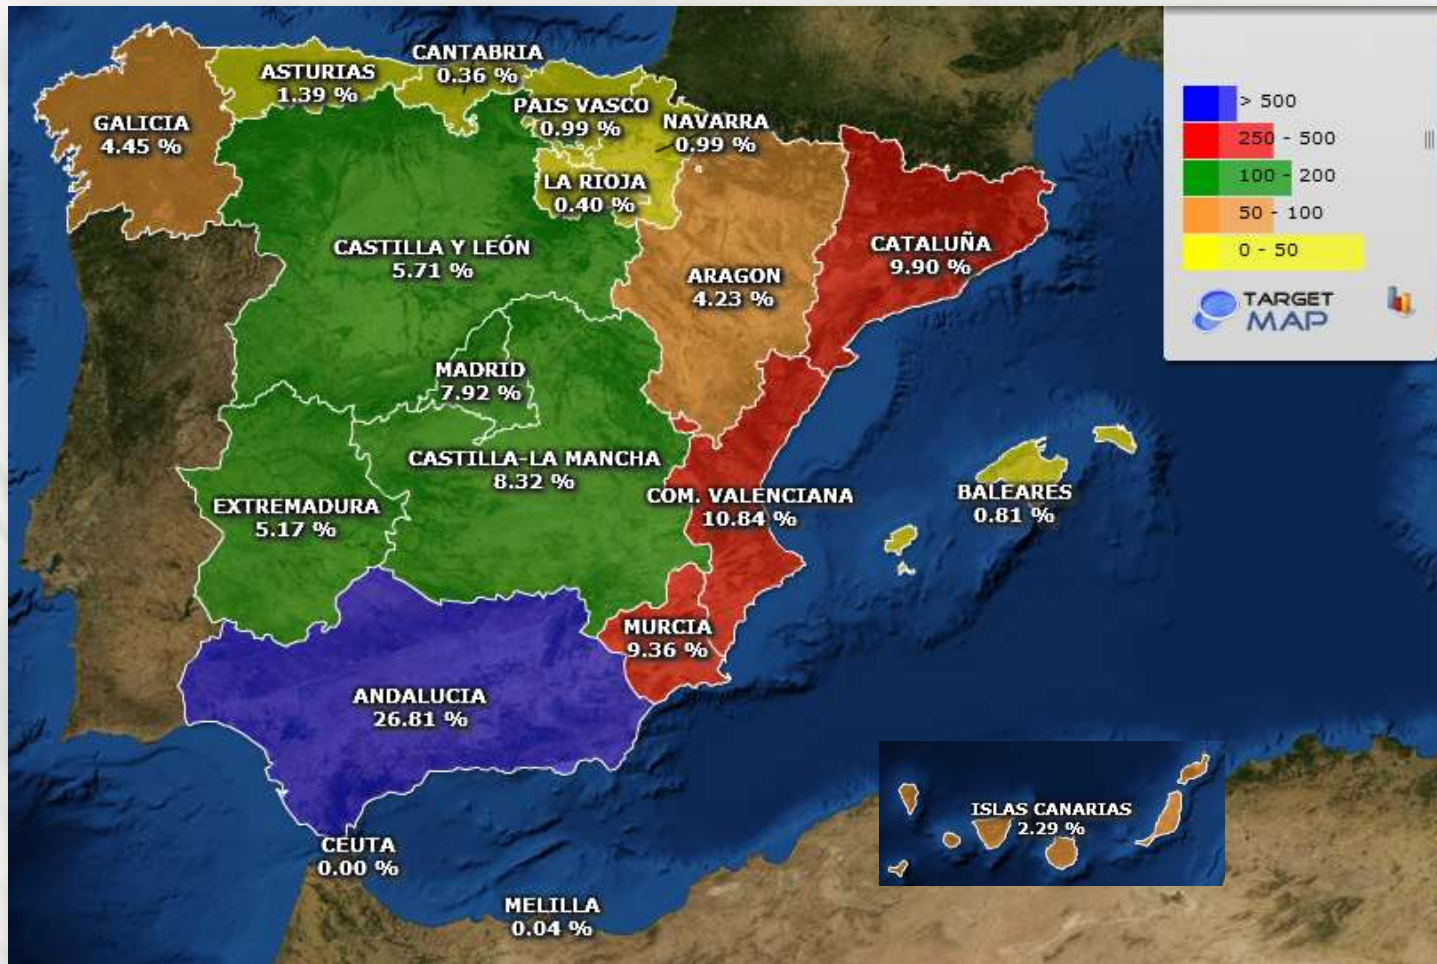 CANTABRIA
0.36 %
ASTURIAS
1.39 %
PAIS VASCO
0.99 %
NAVARRA
0.99 %
GALICIA
4.45 %
LA RIOJA
0.40 %
CASTILLA Y LEÓN
5.71 %
ARAGON
4.23 %
CATALUÑA
9.90 %
MADRID
7.92 %
CASTILLA-LA MANCHA
8.32 %
EXTREMADURA
5.17 %
COM. VALENCIANA
10.84 %
BALEARES
0.81 %
MURCIA
9.36 %
ANDALUCIA
26.81 %
ISLAS CANARIAS
2.29 %
CEUTA
0.00 %
MELILLA
0.04 %
> 500
250 - 500
100 - 200
50 - 100
0 - 50
TARGET
MAP